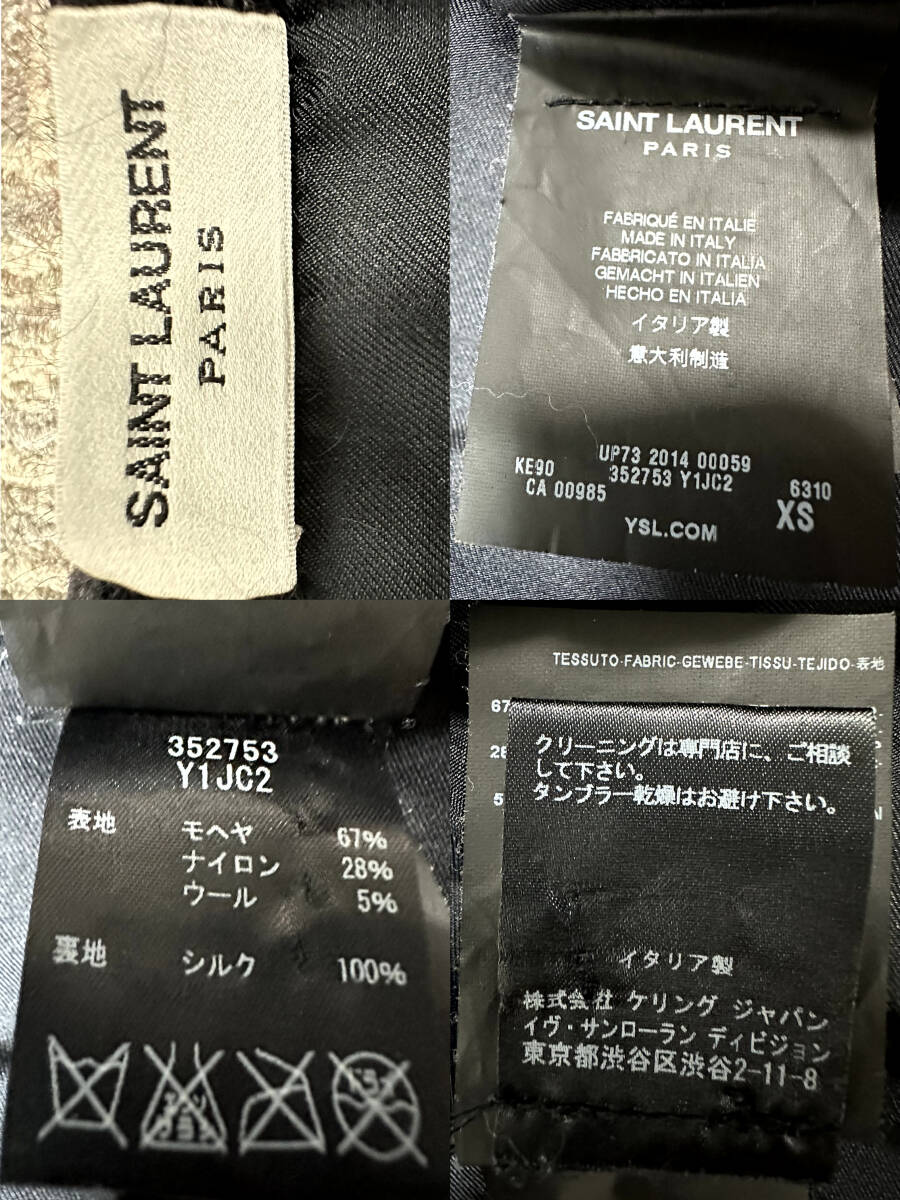 SAINT LAURENT
PARIS
SAINT LAURENT
PARIS
FABRIQUÉ EN ITALIE
MADE IN ITALY
FABBRICATO IN ITALIA
GEMACHT IN ITALIEN
HECHO EN ITALIA
イタリア製
意大利制造
UP73 2014 00059
KE90 352753 Y1JC2 6310
CA 00985 XS
YSL.COM
352753
Y1JC2
表地 モヘヤ 67%
ナイロン 28%
ウール 5%
裏地 シルク 100%
ドライ
TESSUTO-FABRIC-GEWEBE-TISSU-TEJIDO-表地
67
5
クリーニングは専門店に、ご相談
して下さい。
タンブラー乾燥はお避け下さい。
イタリア製
株式会社 ケリング ジャパン
イヴ・サンローラン ディビジョン
東京都渋谷区渋谷2-11-8